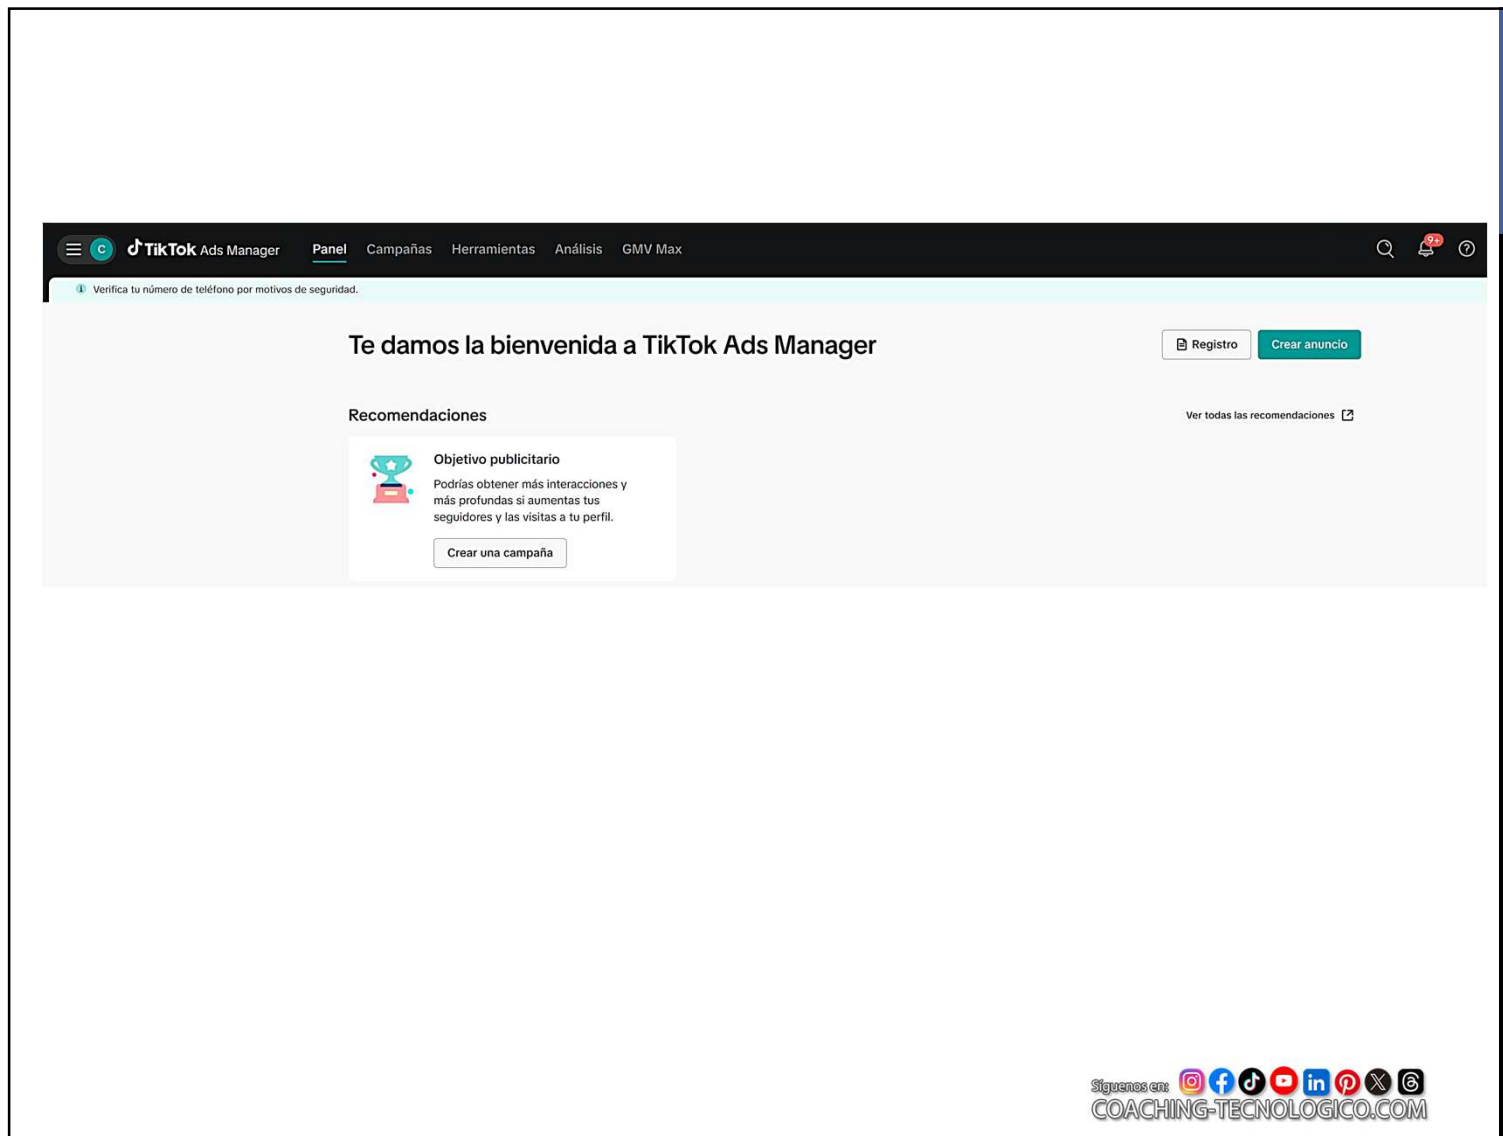 C TikTok Ads Manager Panel Campañas Herramientas Análisis GMV Max 9+
Verifica tu número de teléfono por motivos de seguridad.
Te damos la bienvenida a TikTok Ads Manager
Registro Crear anuncio
Recomendaciones
Ver todas las recomendaciones
Objetivo publicitario
Podrías obtener más interacciones y
más profundas si aumentas tus
seguidores y las visitas a tu perfil.
Crear una campaña
Síguenos en:
COACHING-TECNOLOGICO.COM